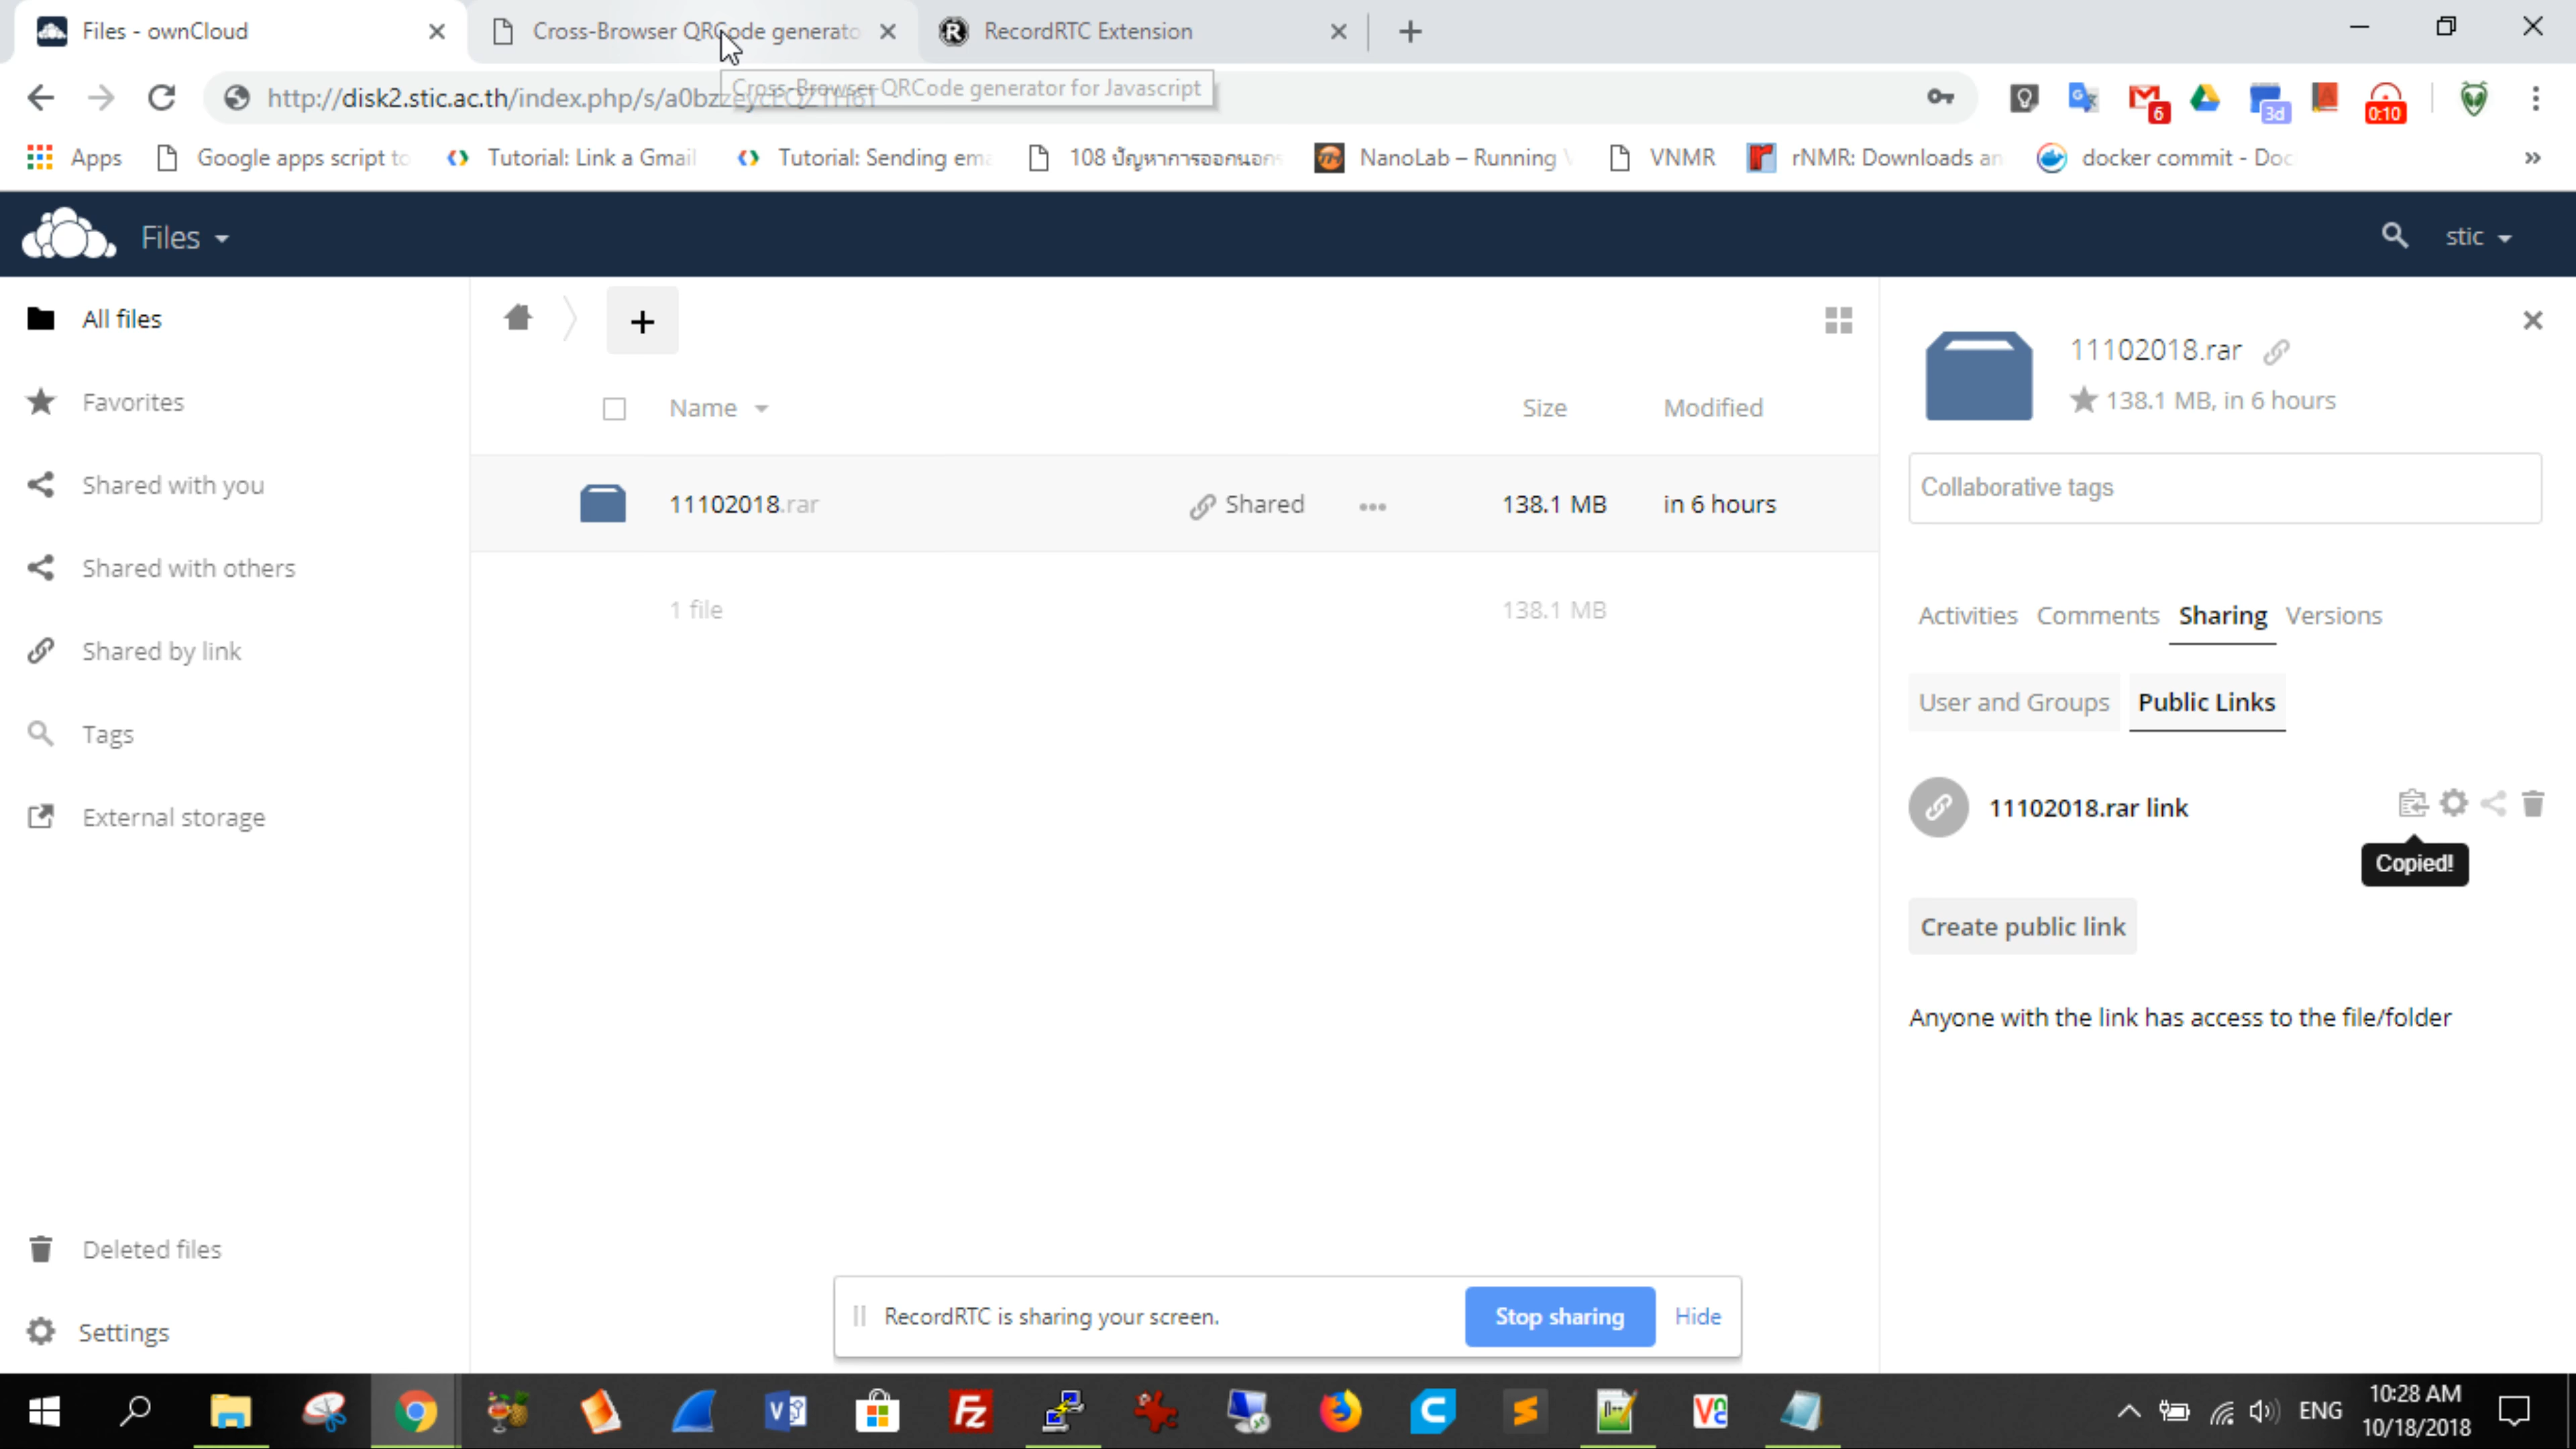 Files - ownCloud
Cross-Browser QRCode generato
RecordRTC Extension
http://disk2.stic.ac.th/index.php/s/
Cross-Browser QRCode generator for Javascript
6
3d
0:10
Apps
Google apps script to
Tutorial: Link a Gmail
Tutorial: Sending ema
108 ปัญหาการออกนอก
NanoLab – Running
VNMR
rNMR: Downloads an
docker commit - Doc
Files
stic
All files
Favorites
Shared with you
Shared with others
Shared by link
Tags
External storage
Deleted files
Settings
Name
Size
Modified
11102018.rar
Shared
138.1 MB
in 6 hours
1 file
138.1 MB
11102018.rar
138.1 MB, in 6 hours
Collaborative tags
Activities
Comments
Sharing
Versions
User and Groups
Public Links
11102018.rar link
Copied!
Create public link
Anyone with the link has access to the file/folder
RecordRTC is sharing your screen.
Stop sharing
Hide
ENG
10:28 AM
10/18/2018